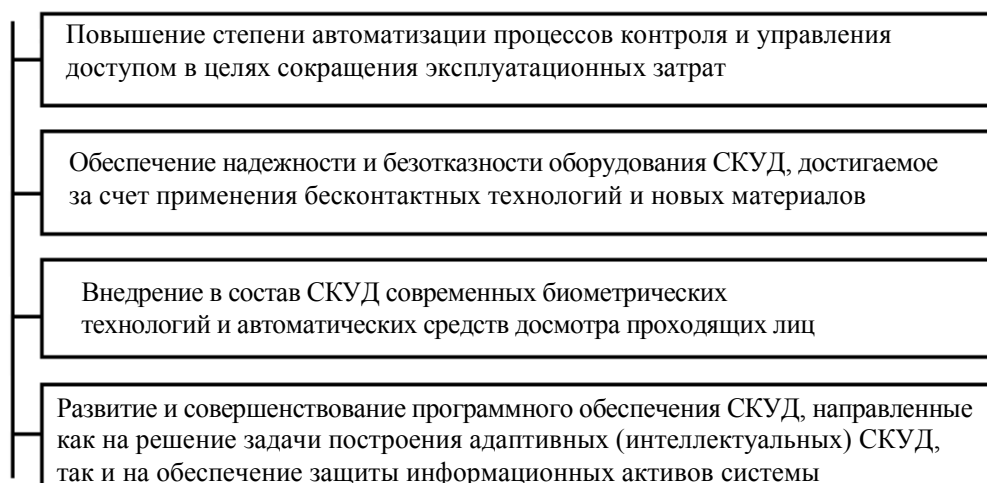 Повышение степени автоматизации процессов контроля и управления
доступом в целях сокращения эксплуатационных затрат
Обеспечение надежности и безотказности оборудования СКУД, достигаемое
за счет применения бесконтактных технологий и новых материалов
Внедрение в состав СКУД современных биометрических
технологий и автоматических средств досмотра проходящих лиц
Развитие и совершенствование программного обеспечения СКУД, направленные
как на решение задачи построения адаптивных (интеллектуальных) СКУД,
так и на обеспечение защиты информационных активов системы